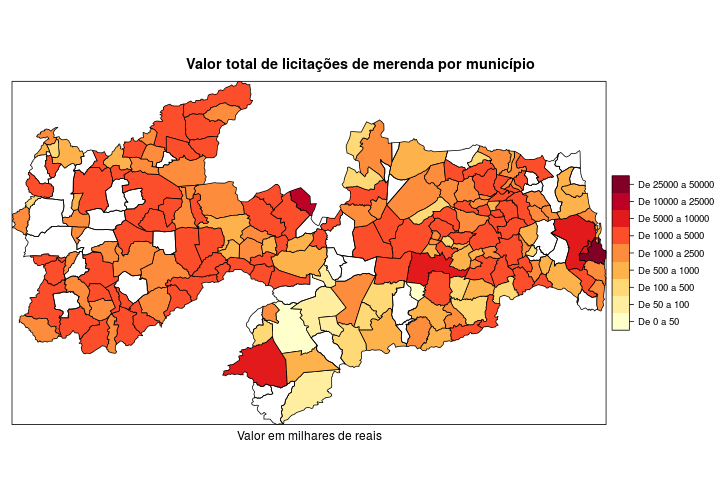 Valor total de licitações de merenda por município
De 25000 a 50000
De 10000 a 25000
De 5000 a 10000
De 1000 a 5000
De 1000 a 2500
De 500 a 1000
De 100 a 500
De 50 a 100
De 0 a 50
Valor em milhares de reais